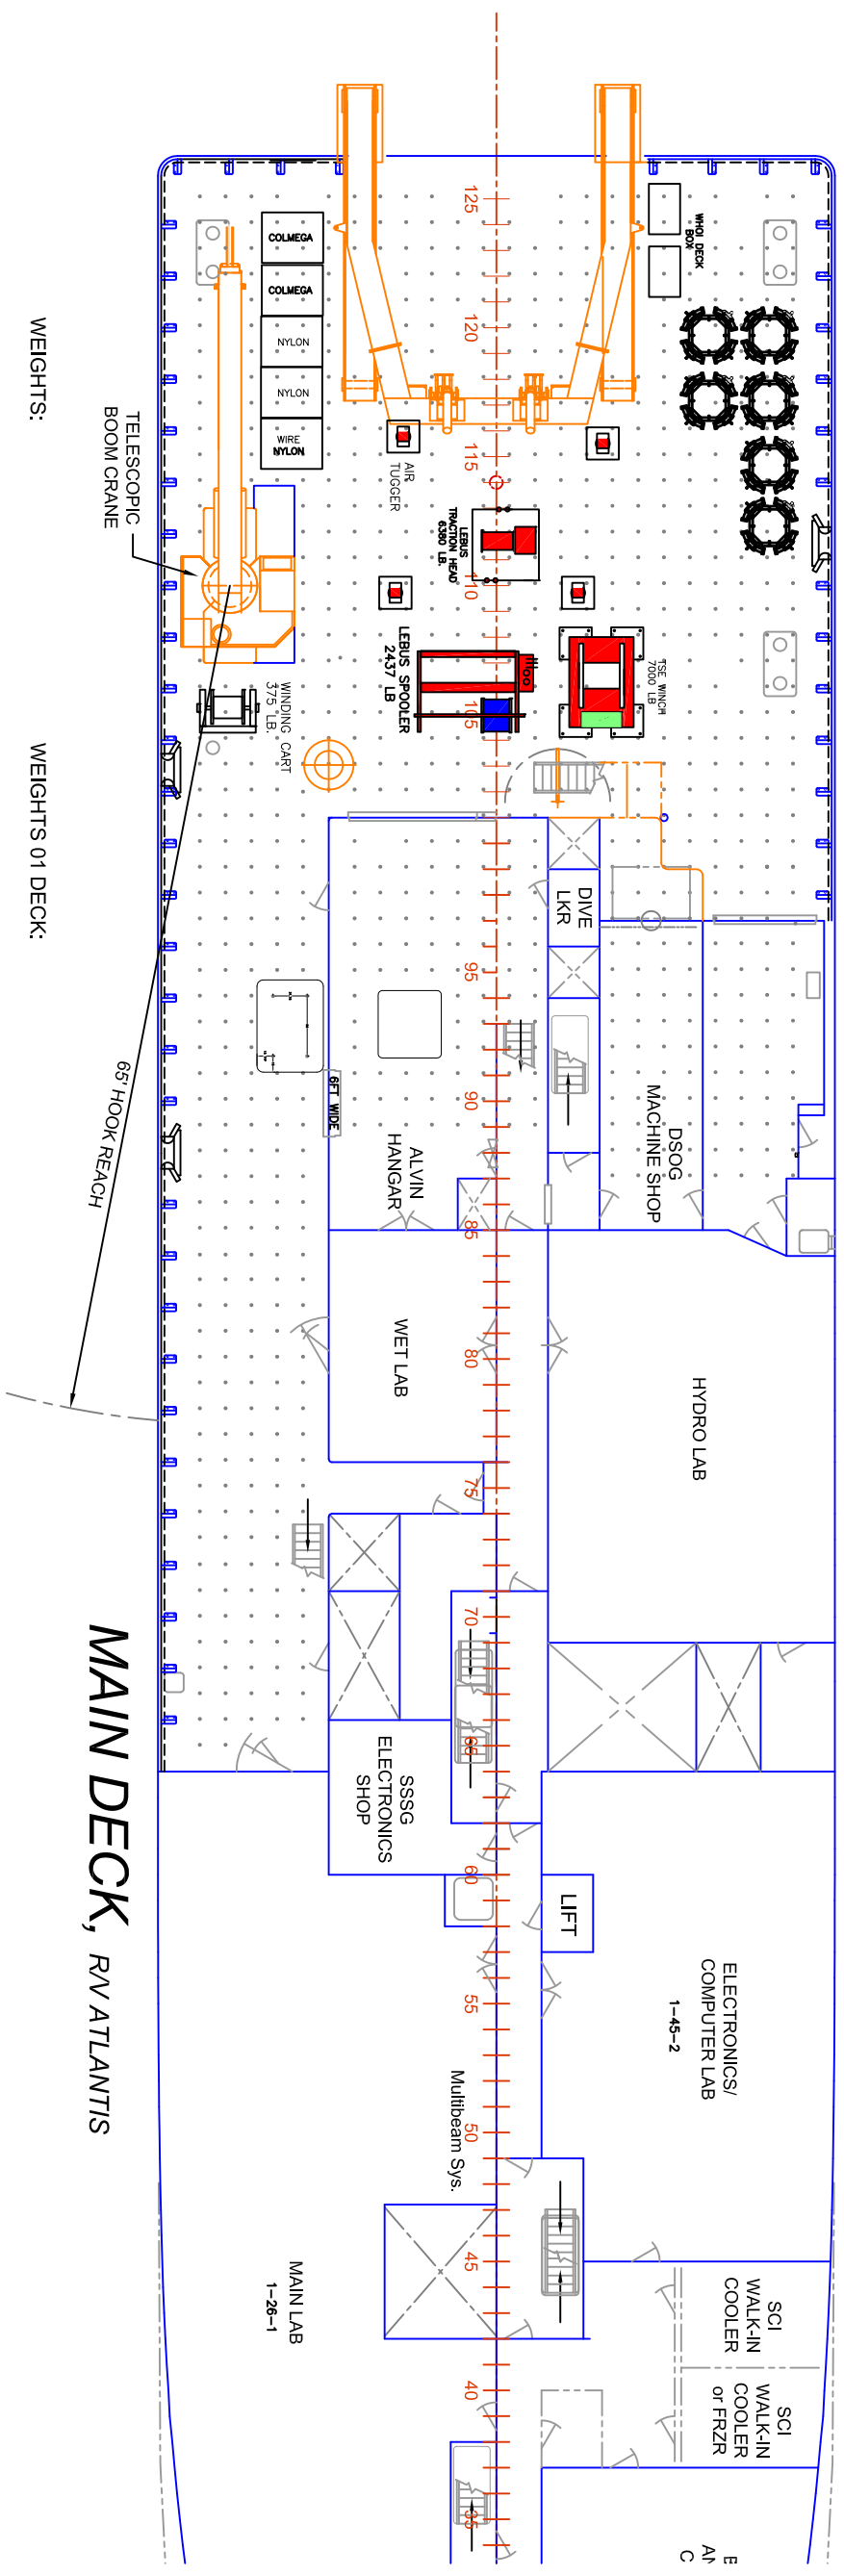 125
120
115
110
105
95
90
85
80
75
70
65
60
55
50
45
40
35
WHOI DECK
BOX
COLMEGA
COLMEGA
NYLON
NYLON
WIRE
NYLON
AIR
TUGGER
LEBUS
TRACTION HEAD
6380 LB.
TELESCOPIC
BOOM CRANE
WEIGHTS:
TSE WINCH
7000 LB
LEBUS SPOOLER
2437 LB
WINDING CART
375 LB.
WEIGHTS 01 DECK:
DIVE
LKR
6FT WIDE
65' HOOK REACH
DSOG
MACHINE SHOP
ALVIN
HANGAR
WET LAB
HYDRO LAB
SSSG
ELECTRONICS
SHOP
LIFT
ELECTRONICS/
COMPUTER LAB
1-45-2
Multibeam Sys.
MAIN LAB
1-26-1
SCI
WALK-IN
COOLER
SCI
WALK-IN
COOLER
or FRZR
MAIN DECK, R/V ATLANTIS